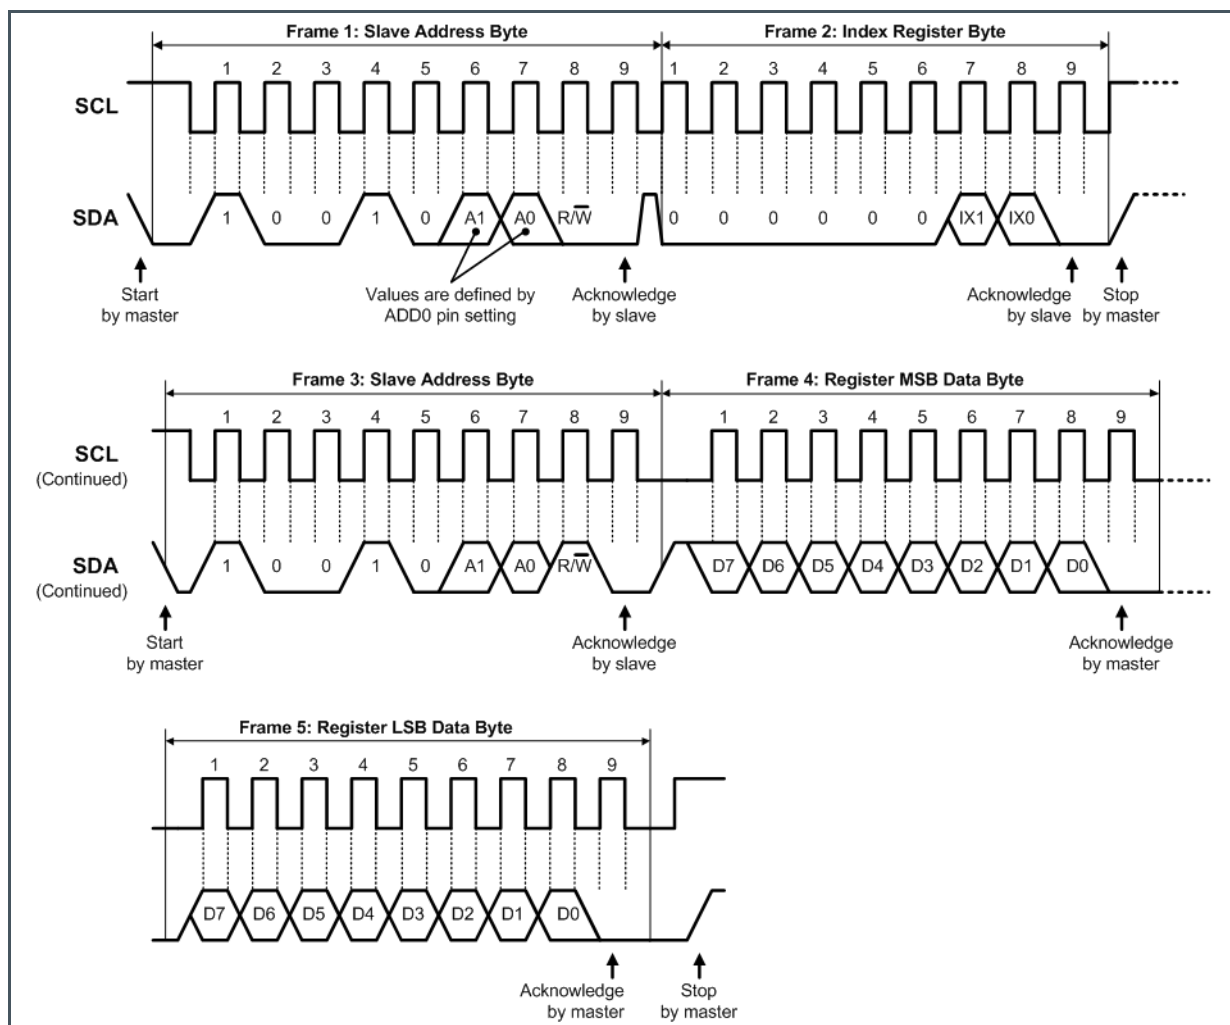 Frame 1: Slave Address Byte Frame 2: Index Register Byte
1 2 3 4 5 6 7 8 9 1 2 3 4 5 6 7 8 9
SCL
SDA 1 0 0 1 0 A1 A0 R/W̅ 0 0 0 0 0 0 IX1 IX0
Start by master
Values are defined by ADD0 pin setting
Acknowledge by slave
Acknowledge by slave
Stop by master
Frame 3: Slave Address Byte Frame 4: Register MSB Data Byte
1 2 3 4 5 6 7 8 9 1 2 3 4 5 6 7 8 9
SCL
(Continued)
SDA 1 0 0 1 0 A1 A0 R/W̅ D7 D6 D5 D4 D3 D2 D1 D0
(Continued)
Start by master
Acknowledge by slave
Acknowledge by master
Frame 5: Register LSB Data Byte
1 2 3 4 5 6 7 8 9
D7 D6 D5 D4 D3 D2 D1 D0
Acknowledge by master
Stop by master